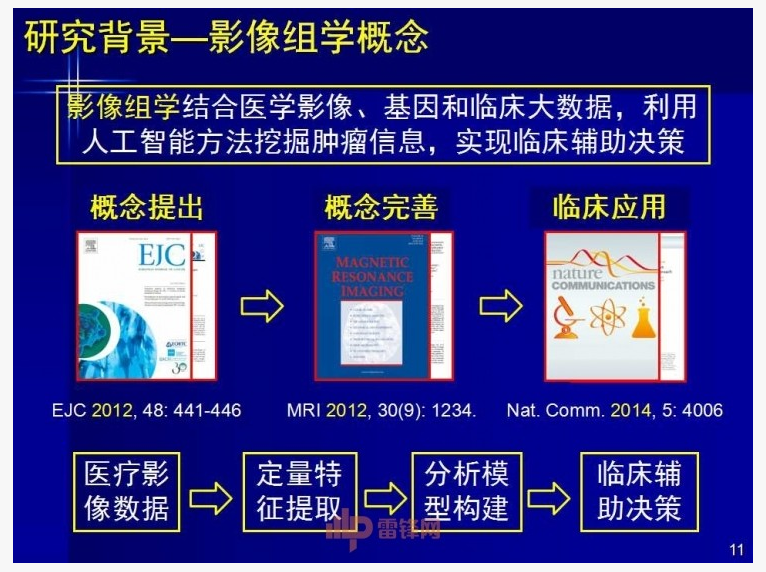 研究背景—影像组学概念
影像组学结合医学影像、基因和临床大数据，利用
人工智能方法挖掘肿瘤信息，实现临床辅助决策
概念提出
概念完善
临床应用
EJC
MAGNETIC
RESONANCE
IMAGING
nature
COMMUNICATIONS
EJC 2012, 48: 441-446
MRI 2012, 30(9): 1234.
Nat. Comm. 2014, 5: 4006
医疗影
像数据
定量特
征提取
分析模
型构建
临床辅
助决策
雷锋网
11